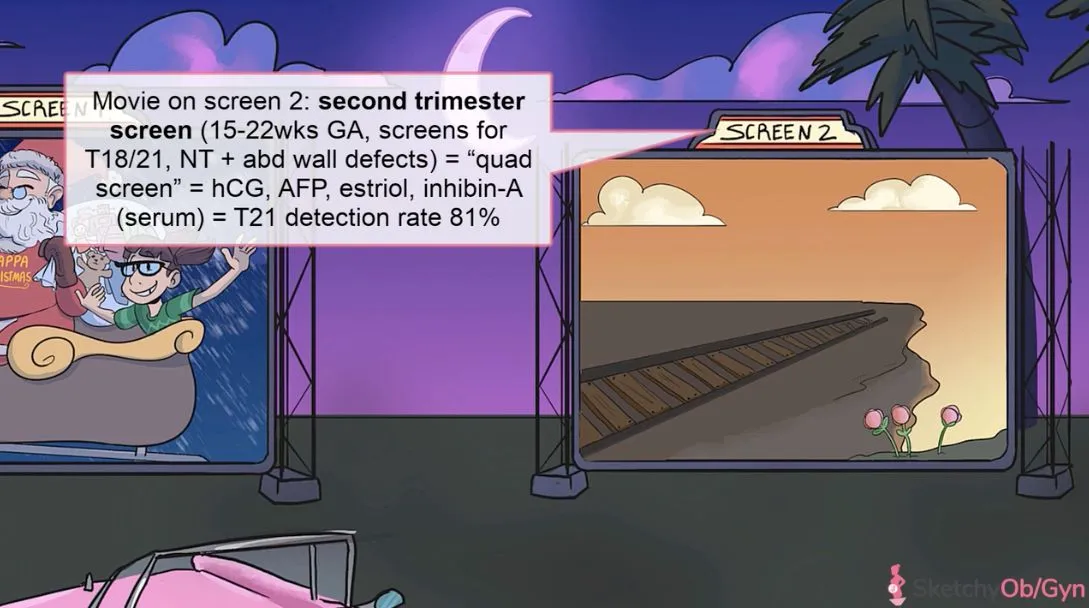 SCREEN
Movie on screen 2: second trimester
screen (15-22wks GA, screens for
T18/21, NT + abd wall defects) = “quad
screen” = hCG, AFP, estriol, inhibin-A
(serum) = T21 detection rate 81%
SCREEN 2
APPA
ISTMAS
SketchyOb/Gyn